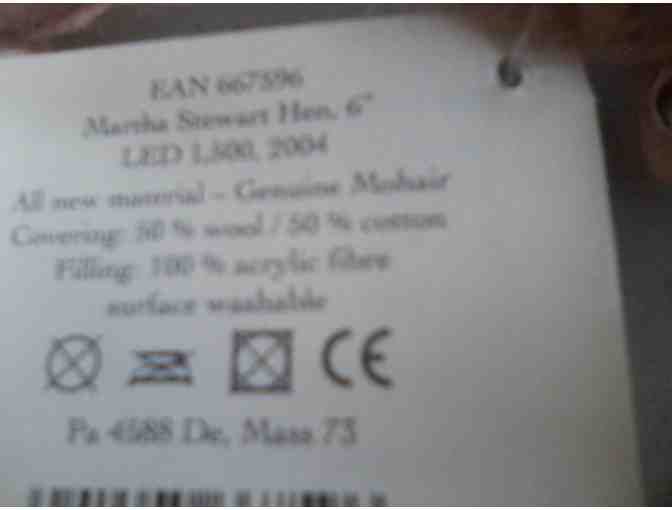 EAN 667596
Martha Stewart Hen, 6"
LED 1,500, 2004
All new material – Genuine Mohair
Covering: 50 % wool / 50 % cotton
Filling: 100 % acrylic fibre
surface washable
CE
Pa 4588 De, Mass 73